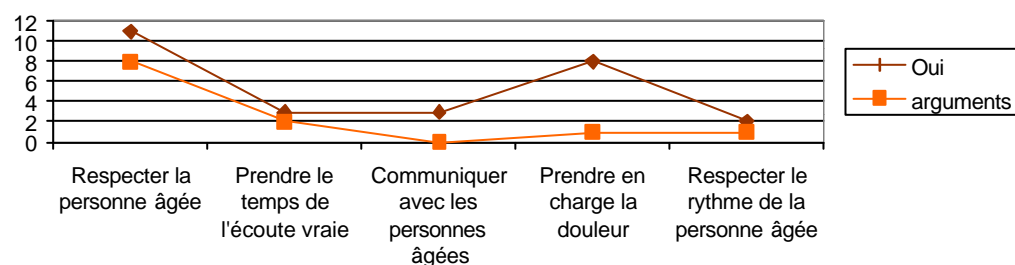 12
10
8
6
4
2
0
Respecter la
personne âgée
Prendre le
temps de
l'écoute vraie
Communiquer
avec les
personnes
âgées
Prendre en
charge la
douleur
Respecter le
rythme de la
personne âgée
Oui
arguments